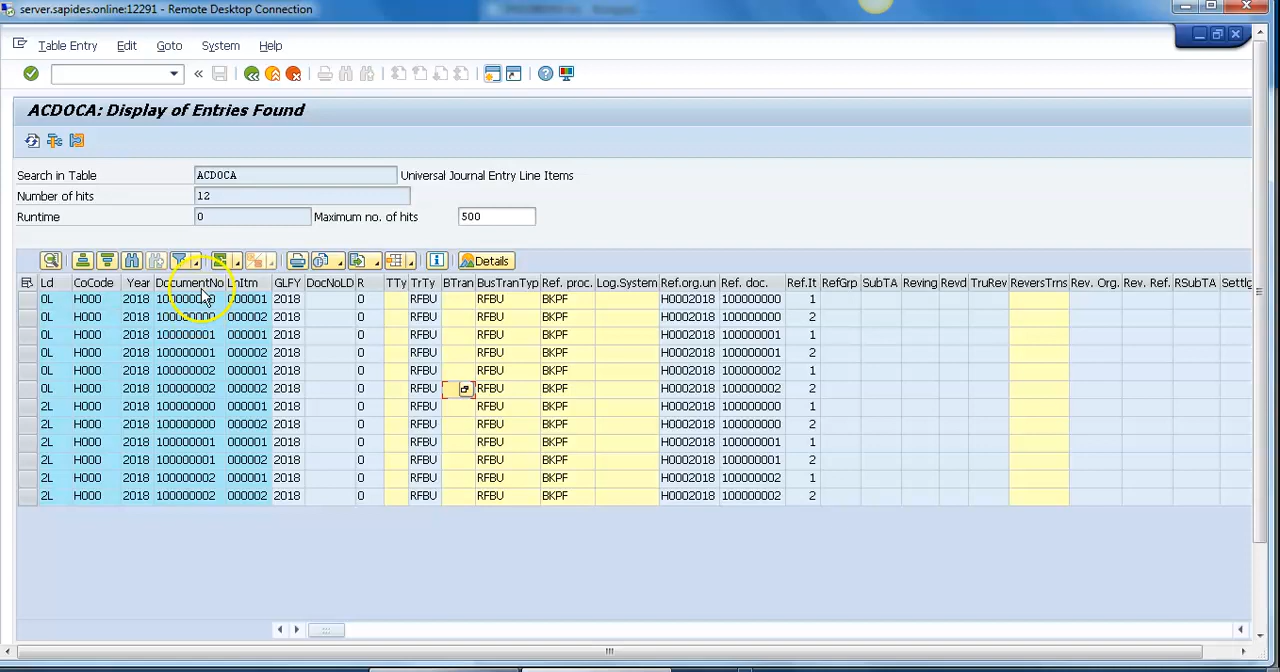 server.sapides.online:12291 - Remote Desktop Connection
Table Entry Edit Goto System Help
ACDOCA: Display of Entries Found
Search in Table ACDOCA Universal Journal Entry Line Items
Number of hits 12
Runtime 0 Maximum no. of hits 500
Details
Ld CoCode Year DocumentNo LnItm GLFY DocNoLD R TTy TrTy BTran BusTranTyp Ref. proc. Log.System Ref.org.un Ref. doc. Ref.It RefGrp SubTA Reving Revd TruRev ReversTrns Rev. Org. Rev. Ref. RSubTA Settlg
0L H000 2018 100000000 000001 2018 0 RFBU RFBU BKPF H0002018 100000000 1
0L H000 2018 100000000 000002 2018 0 RFBU RFBU BKPF H0002018 100000000 2
0L H000 2018 100000001 000001 2018 0 RFBU RFBU BKPF H0002018 100000001 1
0L H000 2018 100000001 000002 2018 0 RFBU RFBU BKPF H0002018 100000001 2
0L H000 2018 100000002 000001 2018 0 RFBU RFBU BKPF H0002018 100000002 1
0L H000 2018 100000002 000002 2018 0 RFBU RFBU BKPF H0002018 100000002 2
2L H000 2018 100000000 000001 2018 0 RFBU RFBU BKPF H0002018 100000000 1
2L H000 2018 100000000 000002 2018 0 RFBU RFBU BKPF H0002018 100000000 2
2L H000 2018 100000001 000001 2018 0 RFBU RFBU BKPF H0002018 100000001 1
2L H000 2018 100000001 000002 2018 0 RFBU RFBU BKPF H0002018 100000001 2
2L H000 2018 100000002 000001 2018 0 RFBU RFBU BKPF H0002018 100000002 1
2L H000 2018 100000002 000002 2018 0 RFBU RFBU BKPF H0002018 100000002 2